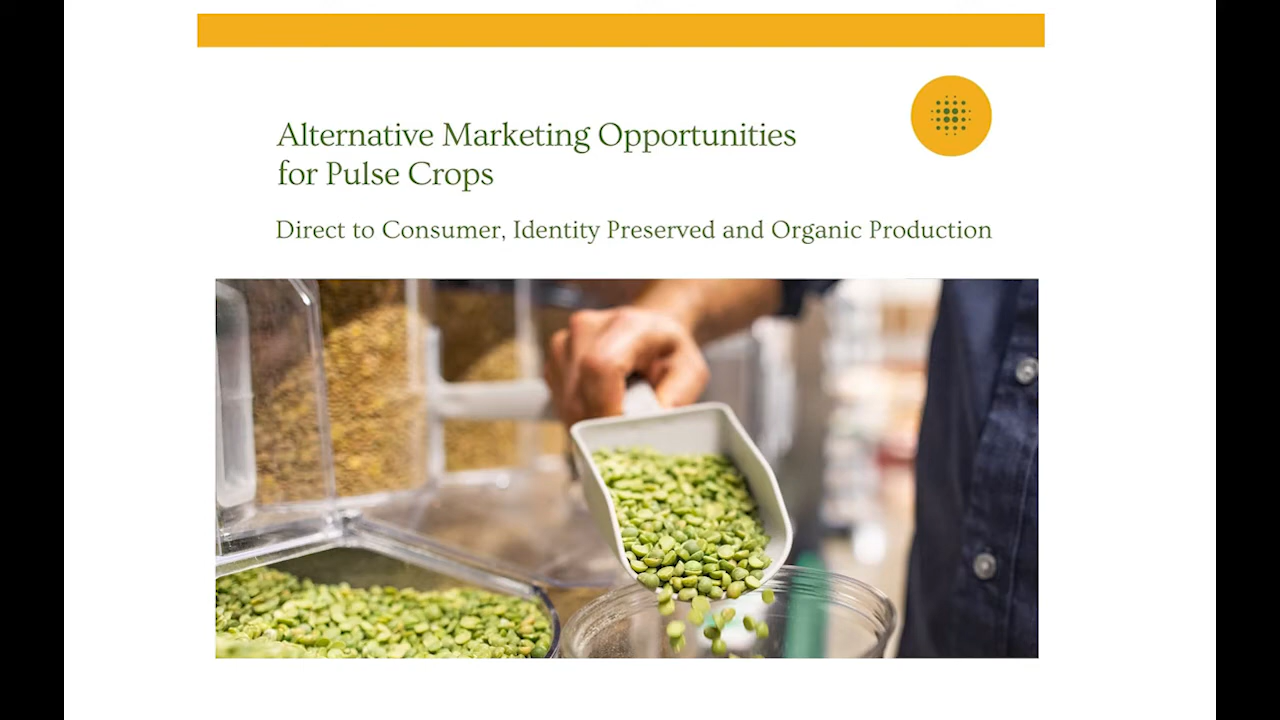 Alternative Marketing Opportunities
for Pulse Crops
Direct to Consumer, Identity Preserved and Organic Production